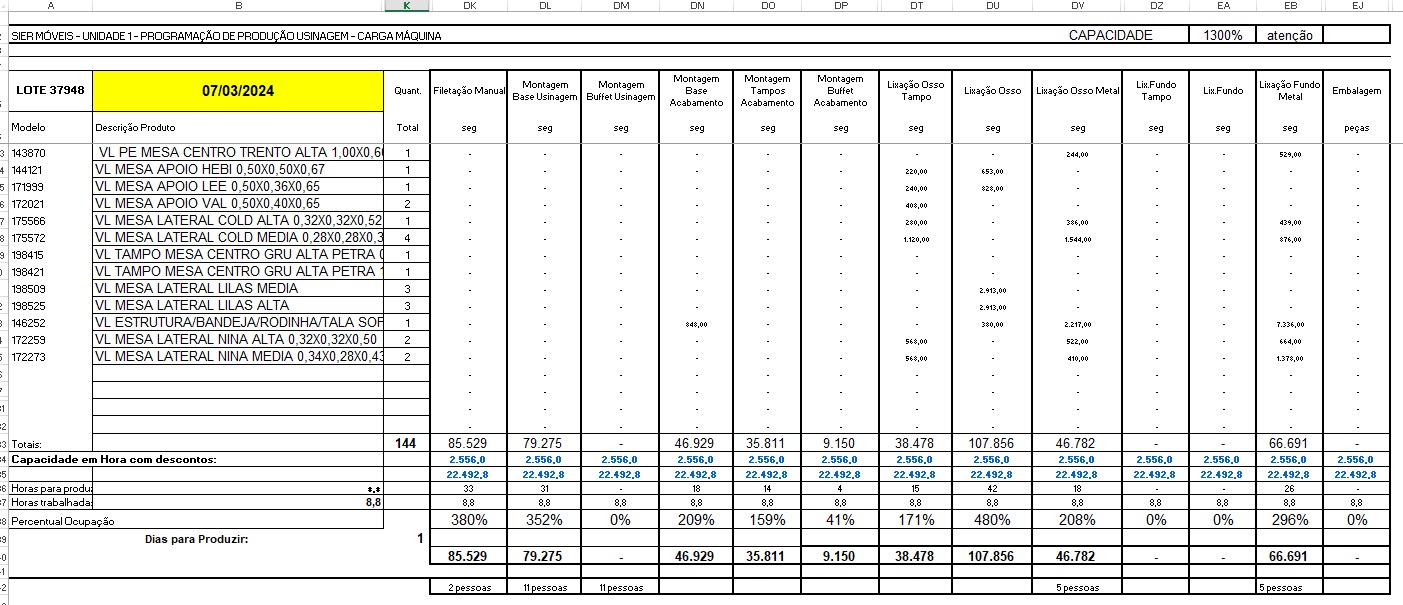 A B K DK DL DM DN DO DP DT DU DV DZ EA EB EJ
SIER MÓVEIS - UNIDADE 1 - PROGRAMAÇÃO DE PRODUÇÃO USINAGEM - CARGA MÁQUINA CAPACIDADE 1300% atenção
LOTE 37948 07/03/2024 Quant. Filetação Manual Montagem Base Usinagem Montagem Buffet Usinagem Montagem Base Acabamento Montagem Tampos Acabamento Montagem Buffet Acabamento Lixação Osso Tampo Lixação Osso Lixação Osso Metal Lix.Fundo Tampo Lix.Fundo Lixação Fundo Metal Embalagem
Modelo Descrição Produto Total seg seg seg seg seg seg seg seg seg seg seg seg peças
143870 VL PE MESA CENTRO TRENTO ALTA 1,00X0,60 1 - - - - - - - - 244,00 - - 529,00 -
144121 VL MESA APOIO HEBI 0,50X0,50X0,67 1 - - - - - - 220,00 653,00 - - - - -
171999 VL MESA APOIO LEE 0,50X0,36X0,65 1 - - - - - - 240,00 828,00 - - - - -
172021 VL MESA APOIO VAL 0,50X0,40X0,65 2 - - - - - - 408,00 - - - - - -
175566 VL MESA LATERAL COLD ALTA 0,32X0,32X0,52 1 - - - - - - 280,00 - 386,00 - - 439,00 -
175572 VL MESA LATERAL COLD MEDIA 0,28X0,28X0,3 4 - - - - - - 1.120,00 - 1.544,00 - - 876,00 -
198415 VL TAMPO MESA CENTRO GRU ALTA PETRA 1 - - - - - - - - - - - - -
198421 VL TAMPO MESA CENTRO GRU ALTA PETRA 1 1 - - - - - - - - - - - - -
198509 VL MESA LATERAL LILAS MEDIA 3 - - - - - - - 2.913,00 - - - - -
198525 VL MESA LATERAL LILAS ALTA 3 - - - - - - - 2.913,00 - - - - -
146252 VL ESTRUTURA/BANDEJA/RODINHA/TALA SOF 1 - - - 848,00 - - - 380,00 2.217,00 - - 7.336,00 -
172259 VL MESA LATERAL NINA ALTA 0,32X0,32X0,50 2 - - - - - - 568,00 - 522,00 - - 664,00 -
172273 VL MESA LATERAL NINA MEDIA 0,34X0,28X0,43 2 - - - - - - 568,00 - 410,00 - - 1.378,00 -
- - - - - - - - - - - - -
- - - - - - - - - - - - -
- - - - - - - - - - - - -
- - - - - - - - - - - - -
Totais: 144 85.529 79.275 - 46.929 35.811 9.150 38.478 107.856 46.782 - - 66.691 -
Capacidade em Hora com descontos: 2.556,0 2.556,0 2.556,0 2.556,0 2.556,0 2.556,0 2.556,0 2.556,0 2.556,0 2.556,0 2.556,0 2.556,0 2.556,0
22.492,8 22.492,8 22.492,8 22.492,8 22.492,8 22.492,8 22.492,8 22.492,8 22.492,8 22.492,8 22.492,8 22.492,8 22.492,8
Horas para produz *.* 33 31 - 18 14 4 15 42 18 - - 26 -
Horas trabalhadas 8,8 8,8 8,8 8,8 8,8 8,8 8,8 8,8 8,8 8,8 8,8 8,8 8,8 8,8
Percentual Ocupação 380% 352% 0% 209% 159% 41% 171% 480% 208% 0% 0% 296% 0%
Dias para Produzir: 1
85.529 79.275 - 46.929 35.811 9.150 38.478 107.856 46.782 - - 66.691 -
2 pessoas 11 pessoas 11 pessoas 5 pessoas 5 pessoas